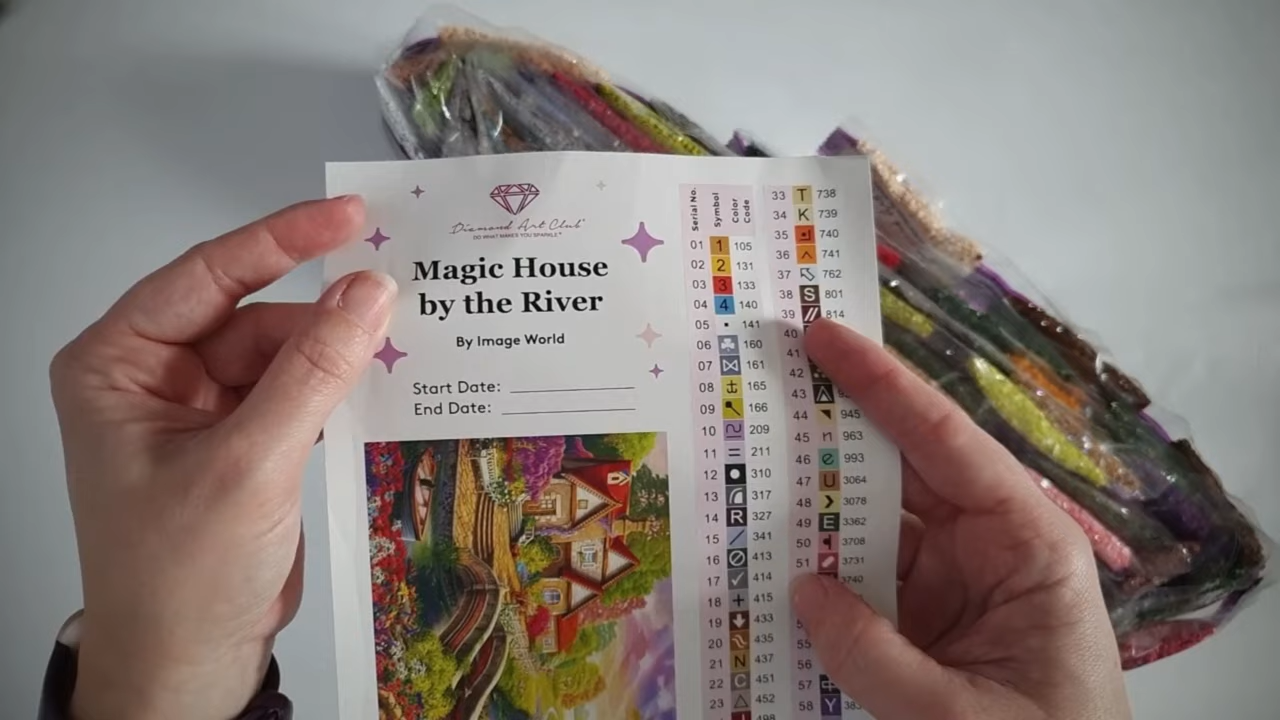 Diamond Art Club
DO WHAT MAKES YOU SPARKLE™
Magic House
by the River
By Image World
Start Date:
End Date:
Serial No. Symbol Color Code
01 1 105
02 2 131
03 3 133
04 4 140
05 141
06 160
07 161
08 165
09 166
10 209
11 = 211
12 310
13 317
14 R 327
15 / 341
16 413
17 ✓ 414
18 + 415
19 433
20 435
21 N 437
22 C 451
23 △ 452
498
33 T 738
34 K 739
35 740
36 741
37 762
38 S 801
39 // 814
40
41
42
43
44 945
45 n 963
46 e 993
47 U 3064
48 3078
49 E 3362
50 3708
51 3731
3740
55
56
57
58 Y